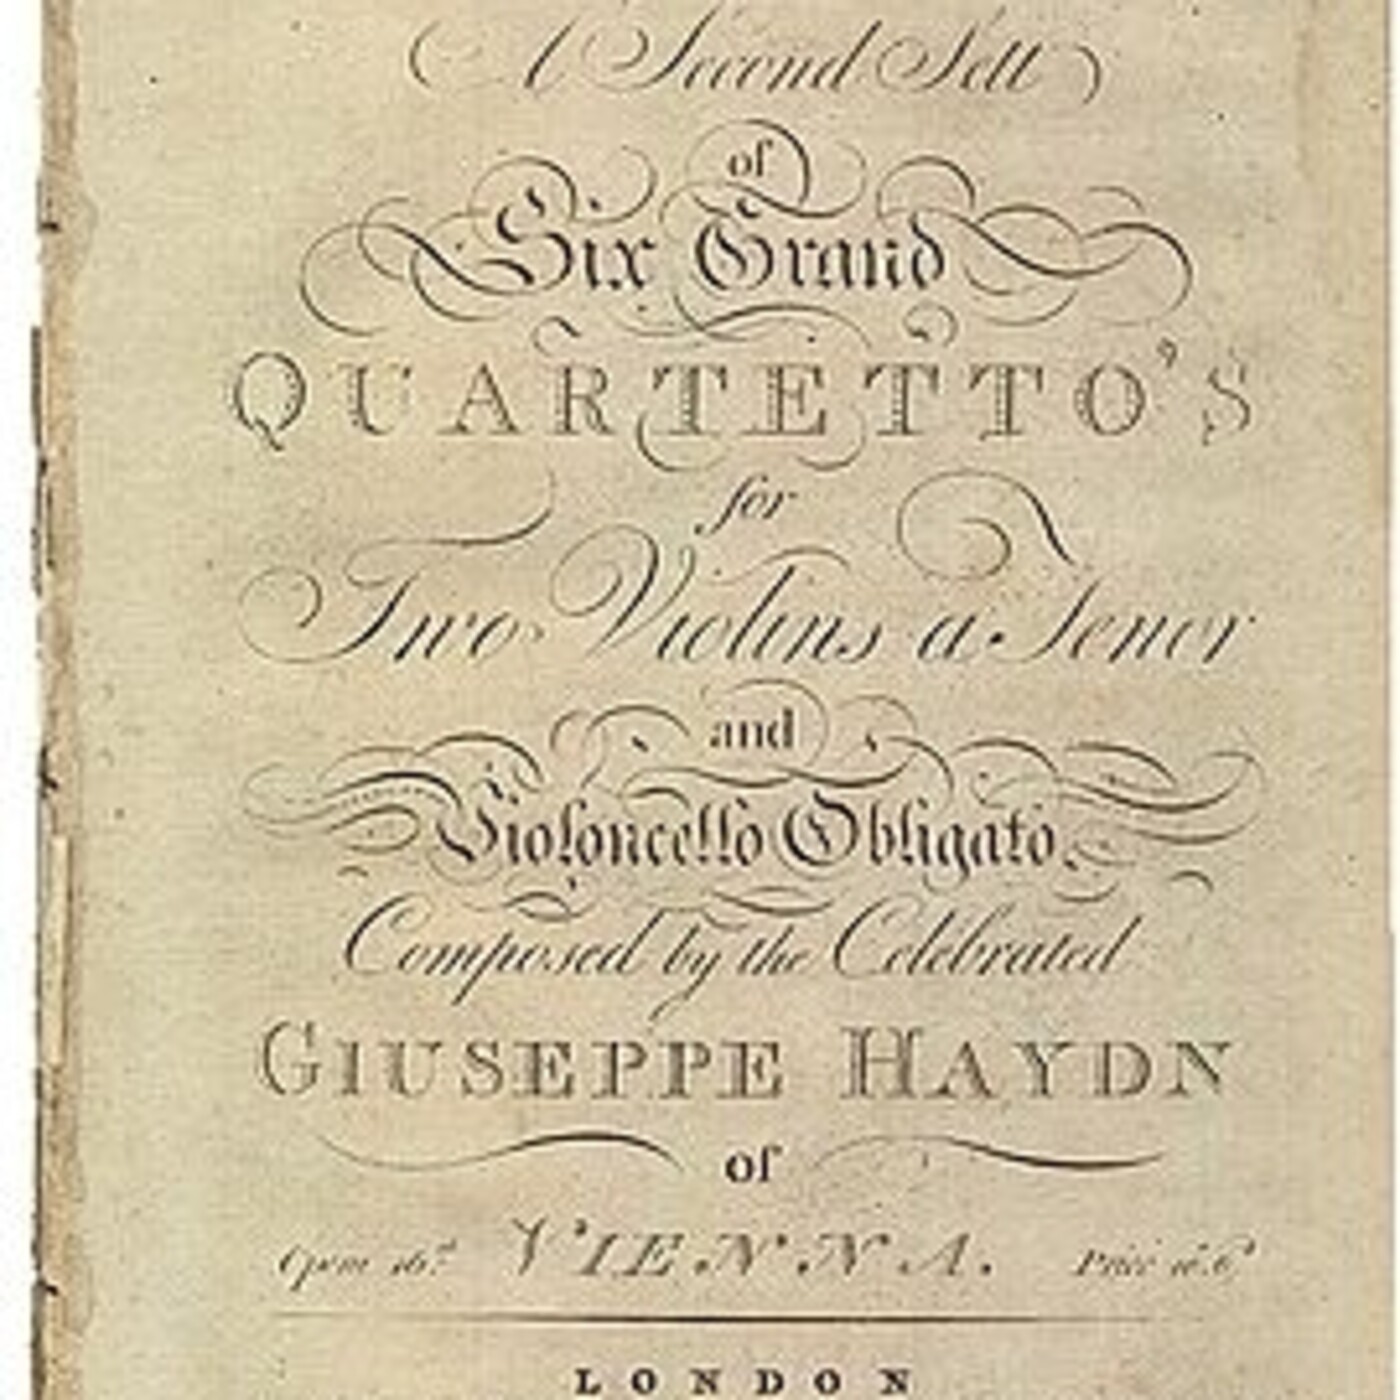 A Second Sett
of
Six Grand
QUARTETTO'S
for
Two Violins a Tenor
and
Violoncello Obligato
Composed by the Celebrated
GIUSEPPE HAYDN
of
VIENNA.
LONDON